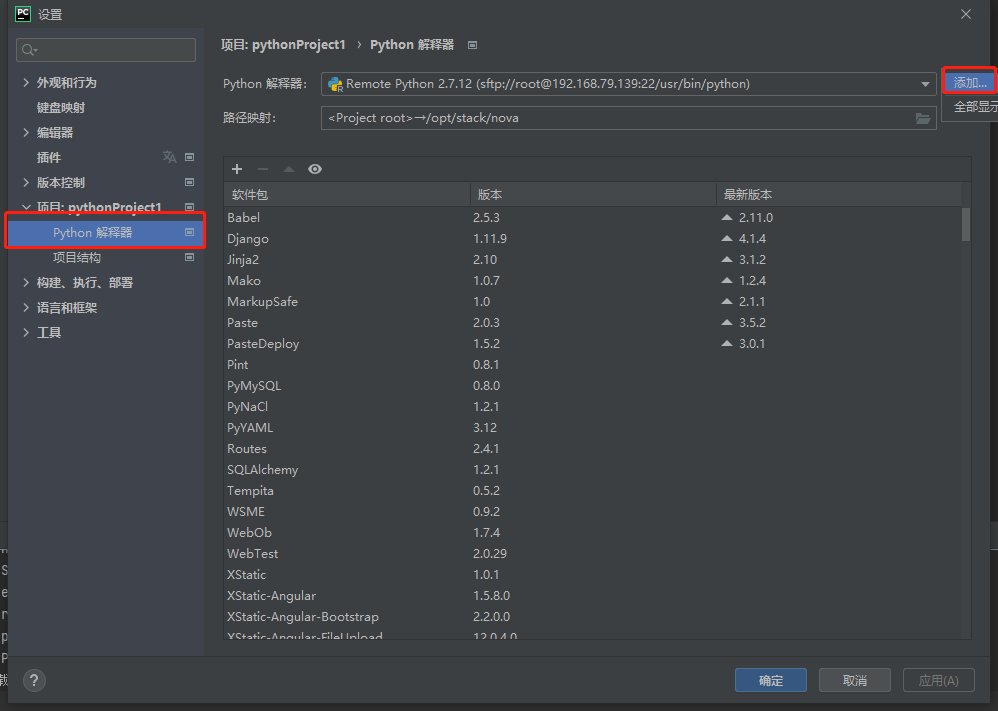 PC 设置
项目: pythonProject1 › Python 解释器
Python 解释器: Remote Python 2.7.12 (sftp://root@192.168.79.139:22/usr/bin/python) 添加...
全部显示
路径映射: <Project root>→/opt/stack/nova
外观和行为
键盘映射
编辑器
插件
版本控制
项目: pythonProject1
Python 解释器
项目结构
构建、执行、部署
语言和框架
工具
软件包 版本 最新版本
Babel 2.5.3 2.11.0
Django 1.11.9 4.1.4
Jinja2 2.10 3.1.2
Mako 1.0.7 1.2.4
MarkupSafe 1.0 2.1.1
Paste 2.0.3 3.5.2
PasteDeploy 1.5.2 3.0.1
Pint 0.8.1
PyMySQL 0.8.0
PyNaCl 1.2.1
PyYAML 3.12
Routes 2.4.1
SQLAlchemy 1.2.1
Tempita 0.5.2
WSME 0.9.2
WebOb 1.7.4
WebTest 2.0.29
XStatic 1.0.1
XStatic-Angular 1.5.8.0
XStatic-Angular-Bootstrap 2.2.0.0
XStatic-Angular-FileUpload 12.0.4.0
? 确定 取消 应用(A)